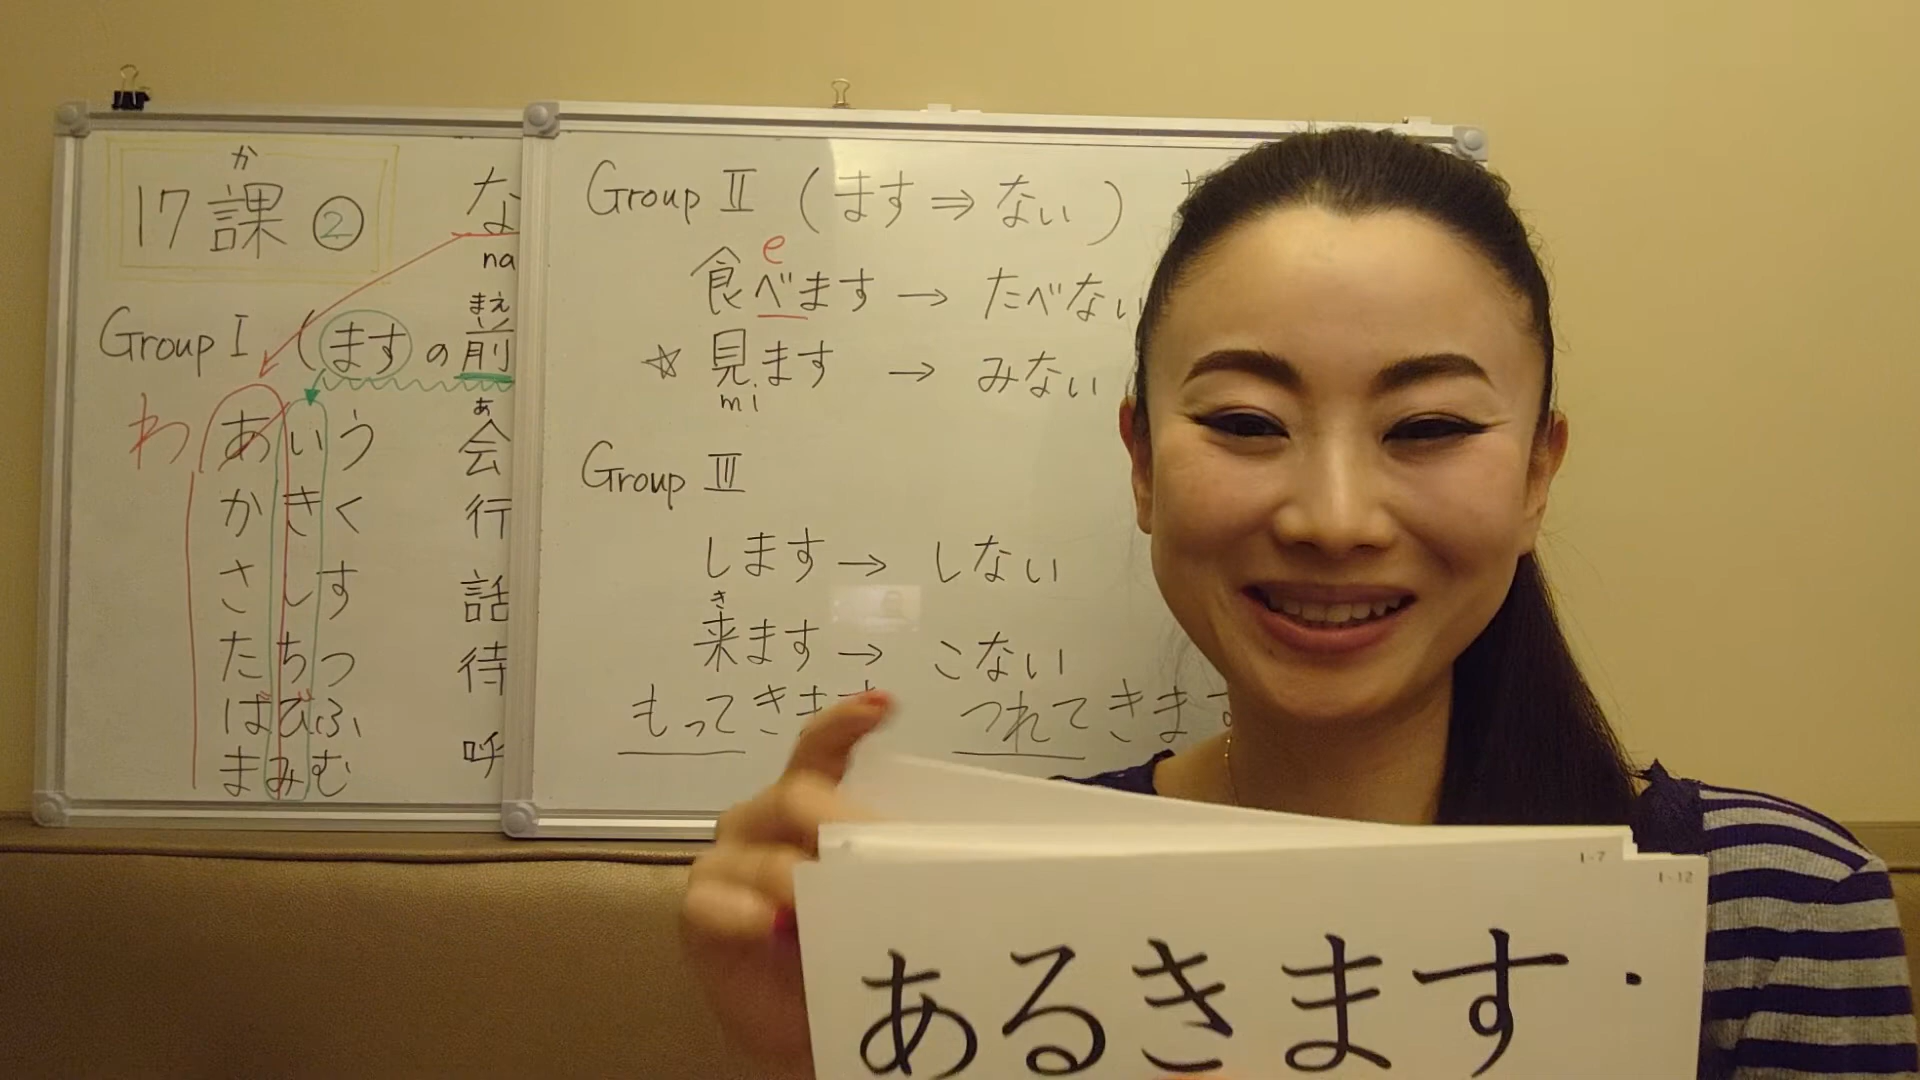 か
17課②
な
na
Group Ⅰ (ますの前
まえ
わ あいう
あ
会
かきく
行
さしす
話
たちつ
待
ばびぶ
呼
まみむ
Group Ⅱ (ます⇒ない)
e
食べます → たべない
☆ 見ます → みない
mi
Group Ⅲ
します → しない
き
来ます → こない
もってきます
つれてきます
1-7
1-12
あるきます・